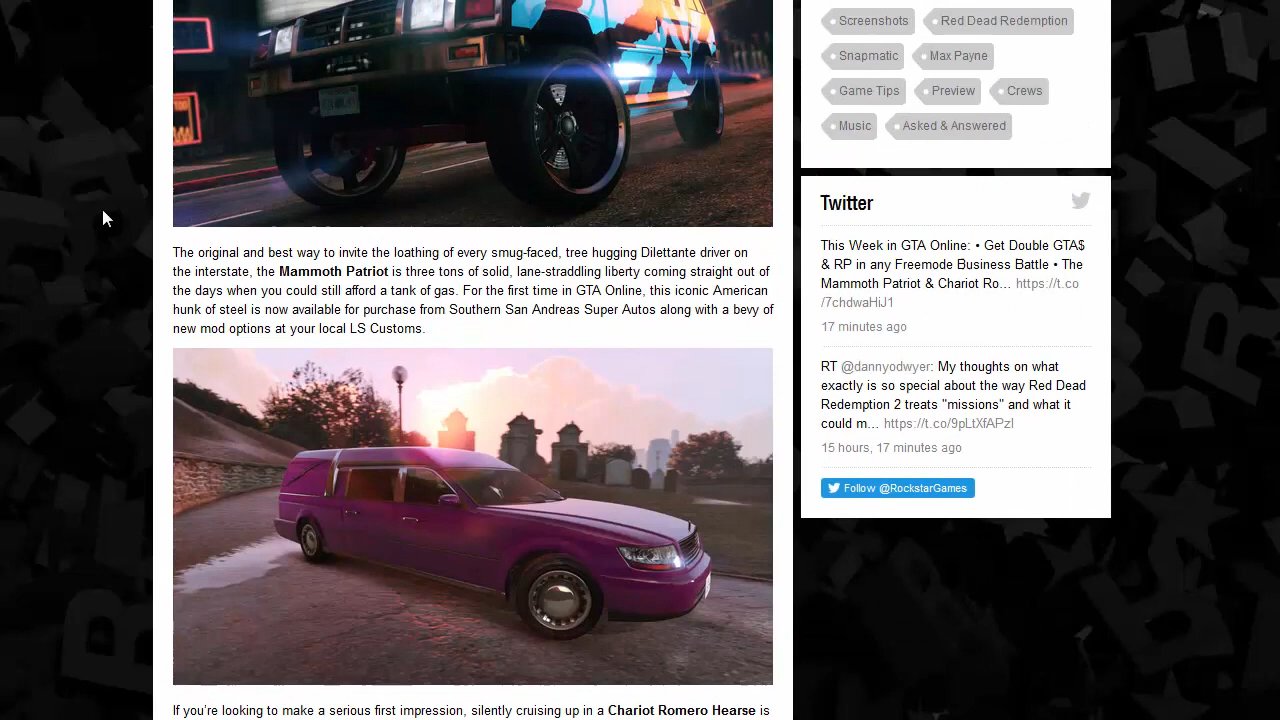 The original and best way to invite the loathing of every smug-faced, tree hugging Dilettante driver on
the interstate, the Mammoth Patriot is three tons of solid, lane-straddling liberty coming straight out of
the days when you could still afford a tank of gas. For the first time in GTA Online, this iconic American
hunk of steel is now available for purchase from Southern San Andreas Super Autos along with a bevy of
new mod options at your local LS Customs.
If you're looking to make a serious first impression, silently cruising up in a Chariot Romero Hearse is
Screenshots
Red Dead Redemption
Snapmatic
Max Payne
Game Tips
Preview
Crews
Music
Asked & Answered
Twitter
This Week in GTA Online: • Get Double GTA$
& RP in any Freemode Business Battle • The
Mammoth Patriot & Chariot Ro... https://t.co
/7chdwaHiJ1
17 minutes ago
RT @dannyodwyer: My thoughts on what
exactly is so special about the way Red Dead
Redemption 2 treats "missions" and what it
could m... https://t.co/9pLtXfAPzI
15 hours, 17 minutes ago
Follow @RockstarGames